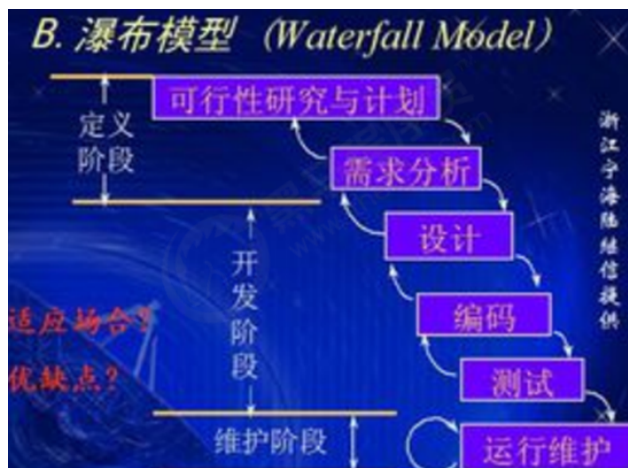 B. 瀑布模型 (Waterfall Model)
可行性研究与计划
定义
阶段
需求分析
设计
开
发
阶
段
编码
测试
适应场合?
优缺点?
维护阶段
运行维护
浙江宁海陆继信提供